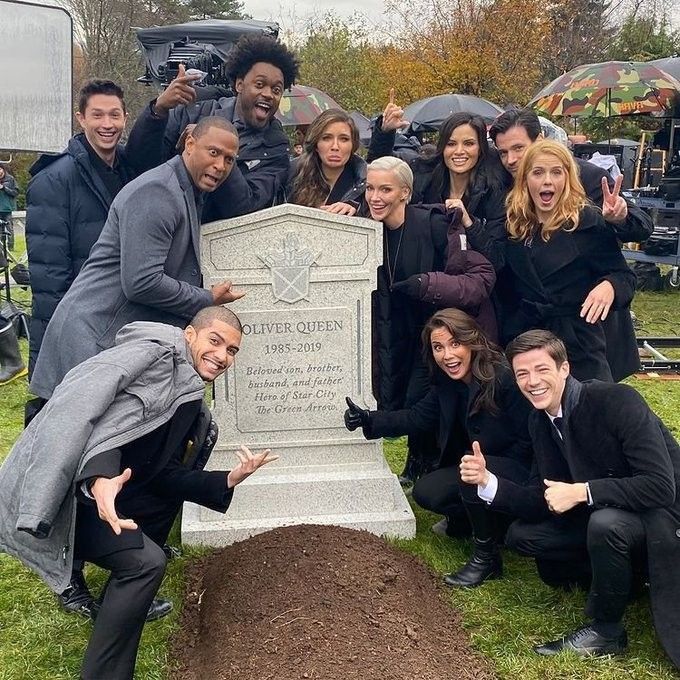 OLIVER QUEEN
1985-2019
Beloved son, brother,
husband, and father.
Hero of Star City
The Green Arrow